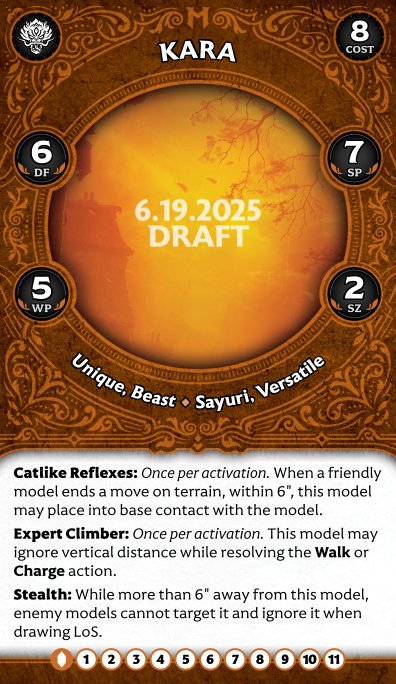 KARA
8
COST
6
DF
7
SP
6.19.2025
DRAFT
5
WP
2
SZ
Unique, Beast ◆ Sayuri, Versatile
Catlike Reflexes: Once per activation. When a friendly
model ends a move on terrain, within 6", this model
may place into base contact with the model.
Expert Climber: Once per activation. This model may
ignore vertical distance while resolving the Walk or
Charge action.
Stealth: While more than 6" away from this model,
enemy models cannot target it and ignore it when
drawing LoS.
1 2 3 4 5 6 7 8 9 10 11